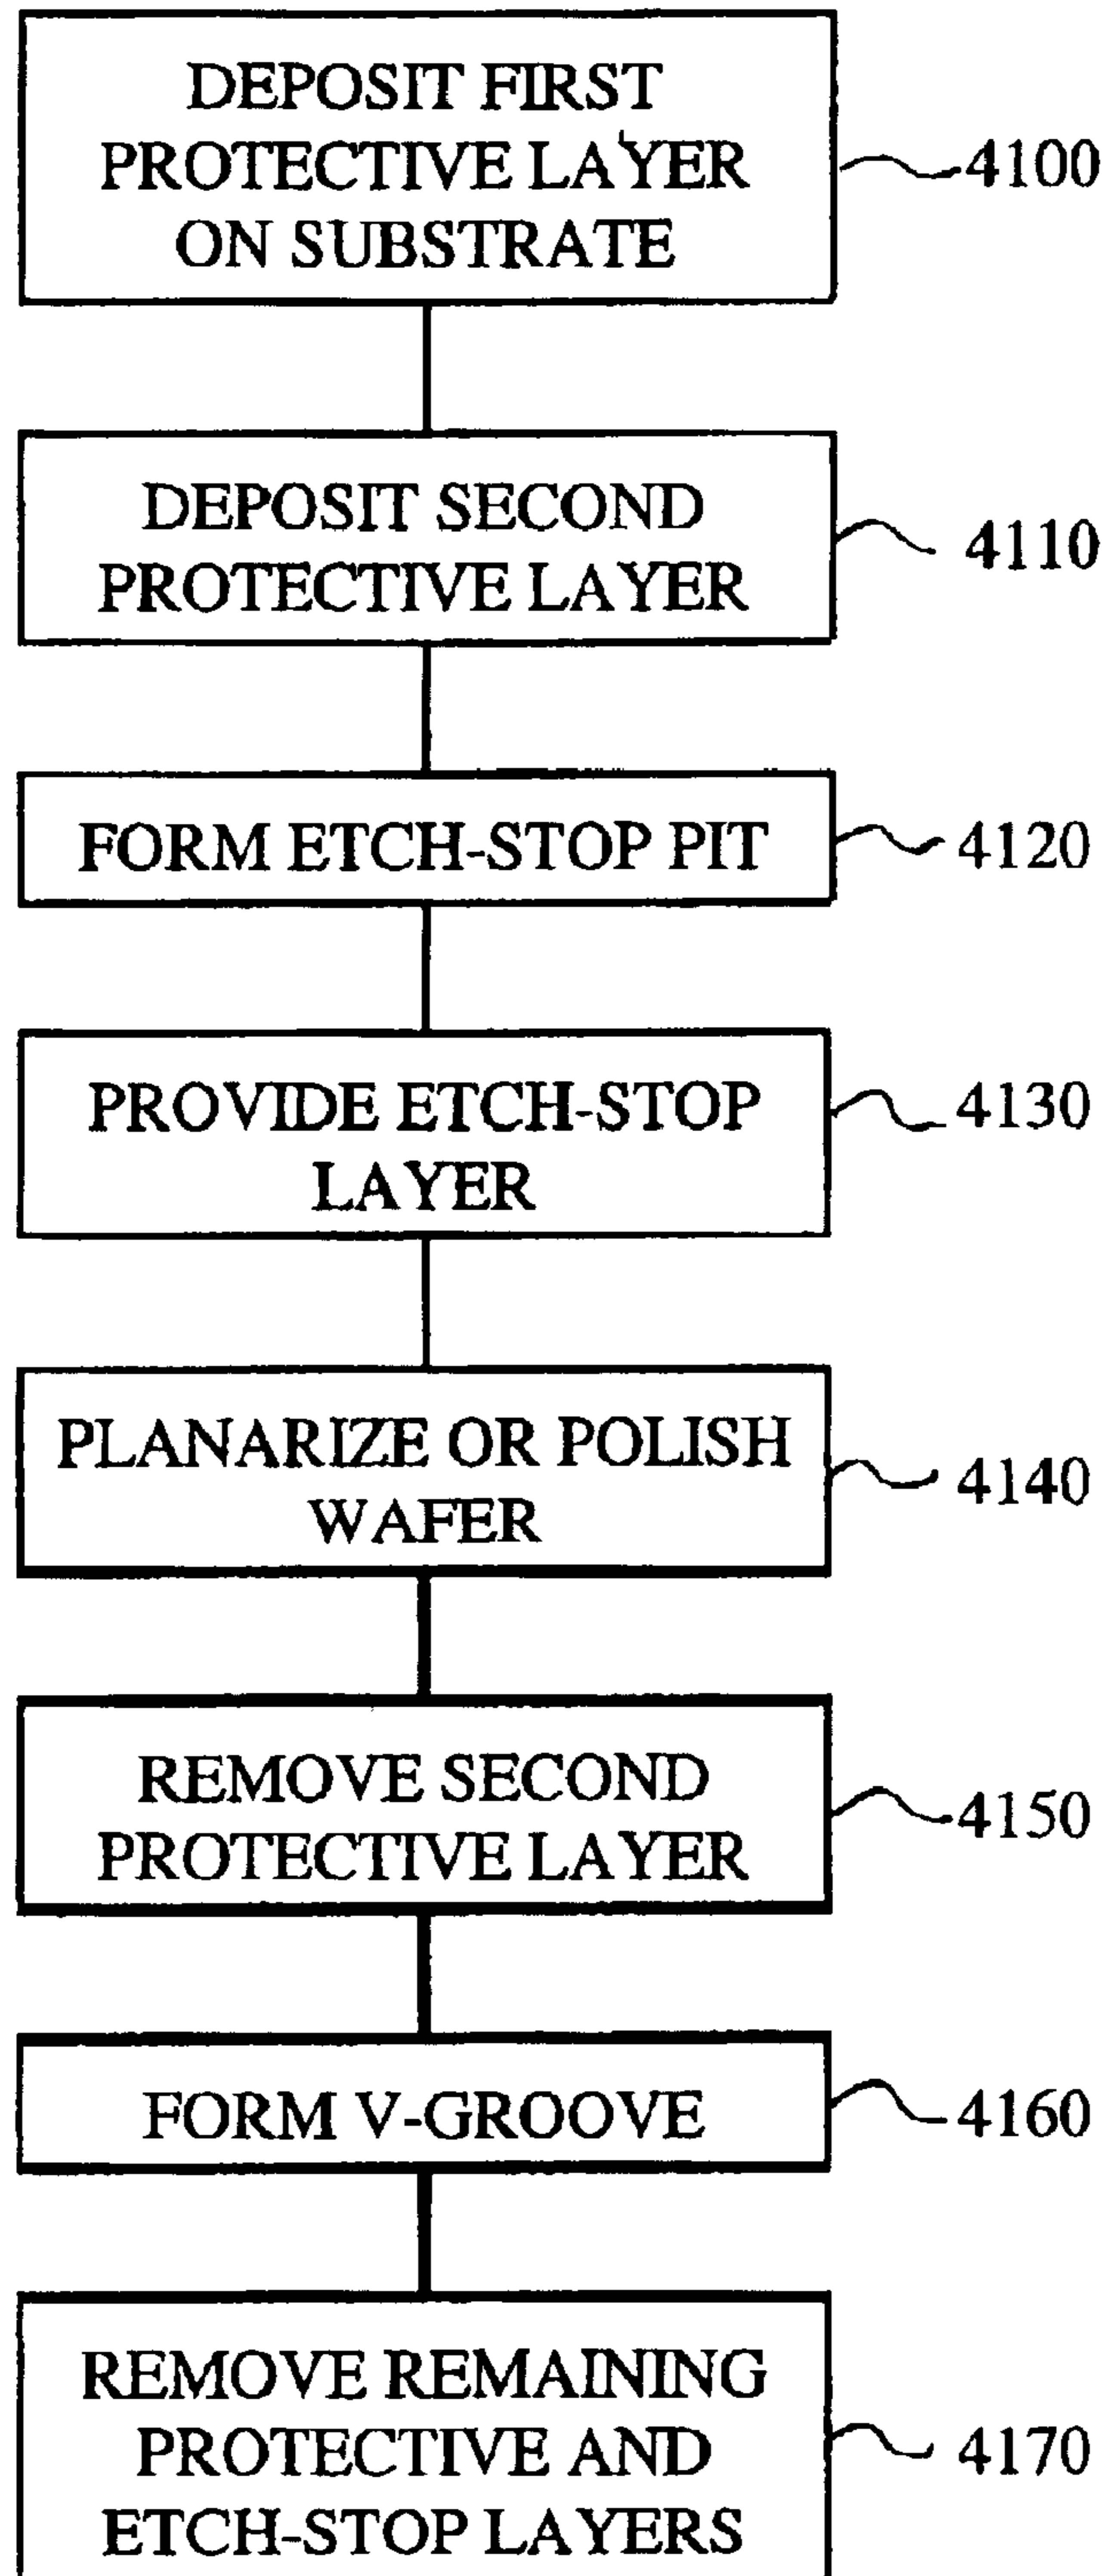 DEPOSIT FIRST
PROTECTIVE LAYER
ON SUBSTRATE
4100
DEPOSIT SECOND
PROTECTIVE LAYER
4110
FORM ETCH-STOP PIT
4120
PROVIDE ETCH-STOP
LAYER
4130
PLANARIZE OR POLISH
WAFER
4140
REMOVE SECOND
PROTECTIVE LAYER
4150
FORM V-GROOVE
4160
REMOVE REMAINING
PROTECTIVE AND
ETCH-STOP LAYERS
4170